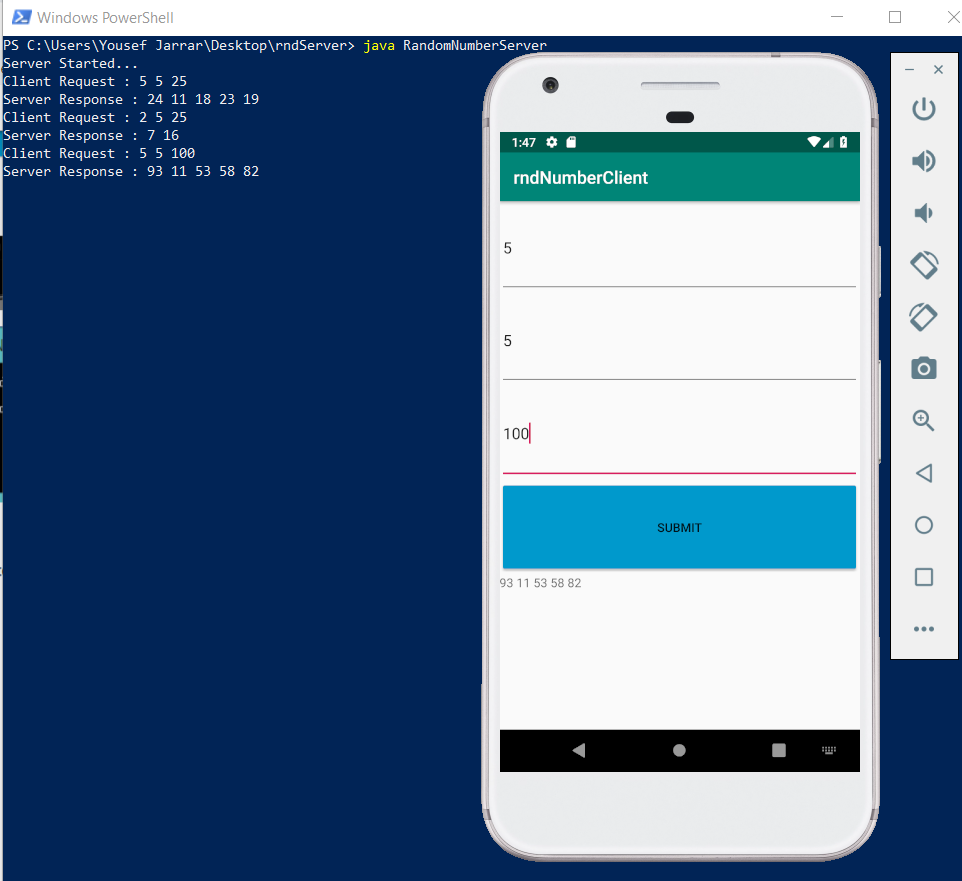 Windows PowerShell
PS C:\Users\Yousef Jarrar\Desktop\rndServer> java RandomNumberServer
Server Started...
Client Request : 5 5 25
Server Response : 24 11 18 23 19
Client Request : 2 5 25
Server Response : 7 16
Client Request : 5 5 100
Server Response : 93 11 53 58 82
1:47
rndNumberClient
5
5
100
SUBMIT
93 11 53 58 82